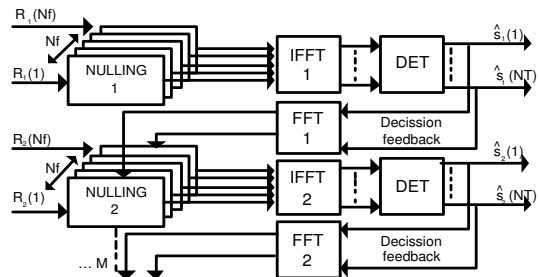 R₁(Nf)
Nf
R₁(1)
NULLING
1
IFFT
1
DET
ŝ₁(1)
ŝ₁(NT)
FFT
1
Decission
feedback
R₂(Nf)
Nf
R₂(1)
NULLING
2
IFFT
2
DET
ŝ₂(1)
(NT)
FFT
2
Decission
feedback
... M